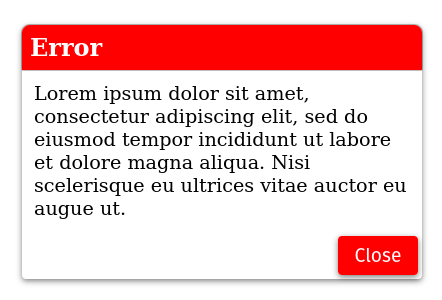 Error
Lorem ipsum dolor sit amet,
consectetur adipiscing elit, sed do
eiusmod tempor incididunt ut labore
et dolore magna aliqua. Nisi
scelerisque eu ultrices vitae auctor eu
augue ut.
Close